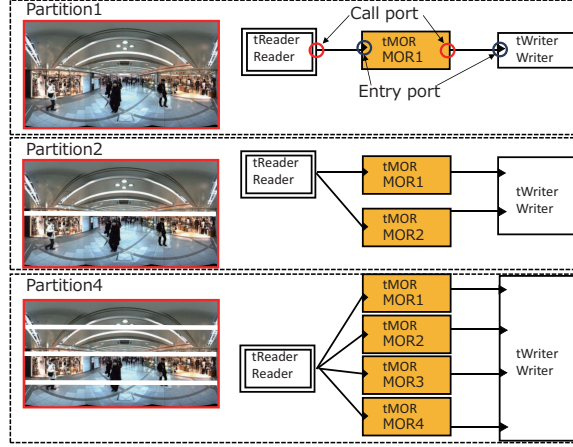 Partition1
Call port
tReader
Reader
tMOR
MOR1
tWriter
Writer
Entry port
Partition2
tReader
Reader
tMOR
MOR1
tMOR
MOR2
tWriter
Writer
Partition4
tReader
Reader
tMOR
MOR1
tMOR
MOR2
tMOR
MOR3
tMOR
MOR4
tWriter
Writer